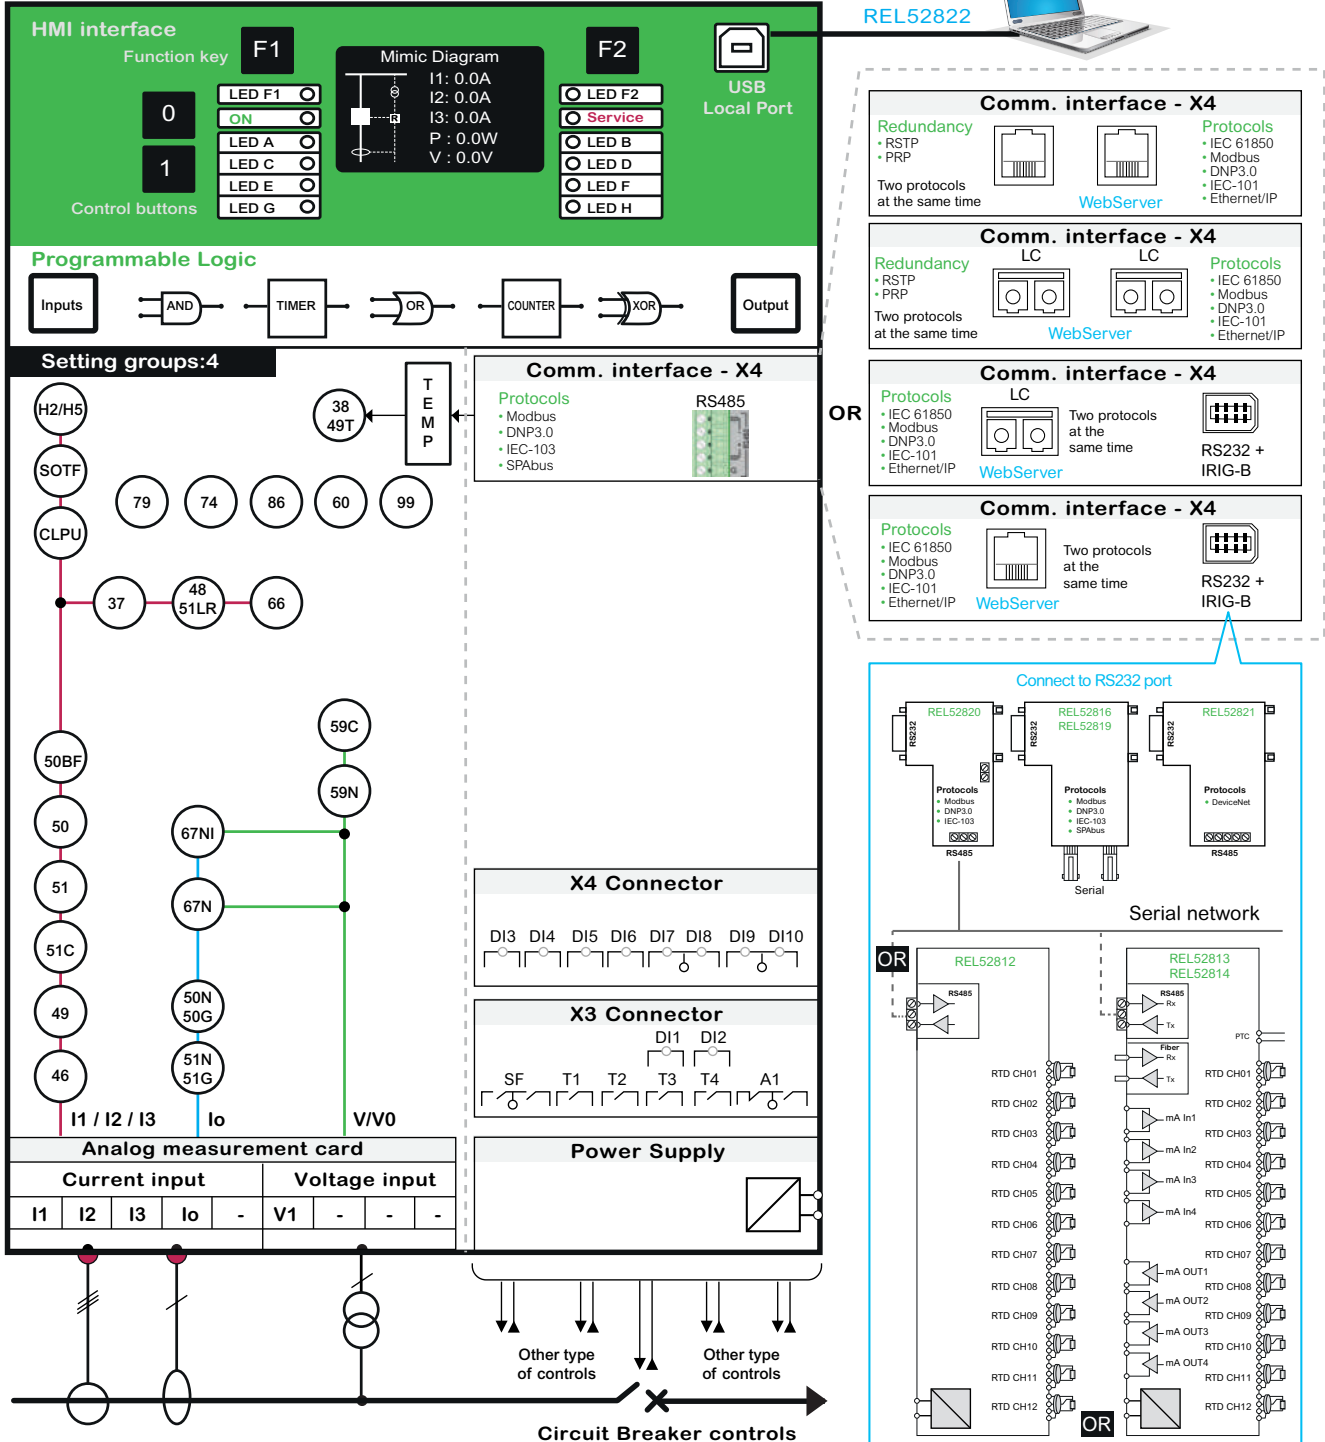 HMI interface
Function key
F1
F2
USB
Local Port
REL52822
Mimic Diagram
I1: 0.0A
I2: 0.0A
I3: 0.0A
P : 0.0W
V : 0.0V
0
1
Control buttons
LED F1
ON
LED A
LED C
LED E
LED G
LED F2
Service
LED B
LED D
LED F
LED H
Programmable Logic
Inputs
AND
TIMER
OR
COUNTER
XOR
Output
Setting groups:4
H2/H5
SOTF
CLPU
38
49T
T
E
M
P
79
74
86
60
99
37
48
51LR
66
59C
59N
50BF
50
51
51C
49
46
67NI
67N
50N
50G
51N
51G
I1 / I2 / I3
Io
V/V0
Comm. interface - X4
Protocols
• Modbus
• DNP3.0
• IEC-103
• SPAbus
RS485
X4 Connector
DI3 DI4 DI5 DI6 DI7 DI8 DI9 DI10
X3 Connector
DI1 DI2
SF T1 T2 T3 T4 A1
Power Supply
Analog measurement card
Current input
Voltage input
I1 I2 I3 Io - V1 - - -
Other type
of controls
Other type
of controls
Circuit Breaker controls
OR
Comm. interface - X4
Redundancy
• RSTP
• PRP
Two protocols
at the same time
WebServer
Protocols
• IEC 61850
• Modbus
• DNP3.0
• IEC-101
• Ethernet/IP
Comm. interface - X4
Redundancy
• RSTP
• PRP
Two protocols
at the same time
LC LC
WebServer
Protocols
• IEC 61850
• Modbus
• DNP3.0
• IEC-101
• Ethernet/IP
Comm. interface - X4
Protocols
• IEC 61850
• Modbus
• DNP3.0
• IEC-101
• Ethernet/IP
LC
WebServer
Two protocols
at the
same time
RS232 +
IRIG-B
Comm. interface - X4
Protocols
• IEC 61850
• Modbus
• DNP3.0
• IEC-101
• Ethernet/IP
WebServer
Two protocols
at the
same time
RS232 +
IRIG-B
Connect to RS232 port
REL52820
RS232
Protocols
• Modbus
• DNP3.0
• IEC-103
RS485
REL52816
REL52819
RS232
Protocols
• Modbus
• DNP3.0
• IEC-103
• SPAbus
Serial
REL52821
RS232
Protocols
• DeviceNet
RS485
Serial network
OR
REL52812
RS485
RTD CH01
RTD CH02
RTD CH03
RTD CH04
RTD CH05
RTD CH06
RTD CH07
RTD CH08
RTD CH09
RTD CH10
RTD CH11
RTD CH12
OR
REL52813
REL52814
RS485
Rx
Tx
Fiber
Rx
Tx
mA In1
mA In2
mA In3
mA In4
mA OUT1
mA OUT2
mA OUT3
mA OUT4
PTC
RTD CH01
RTD CH02
RTD CH03
RTD CH04
RTD CH05
RTD CH06
RTD CH07
RTD CH08
RTD CH09
RTD CH10
RTD CH11
RTD CH12